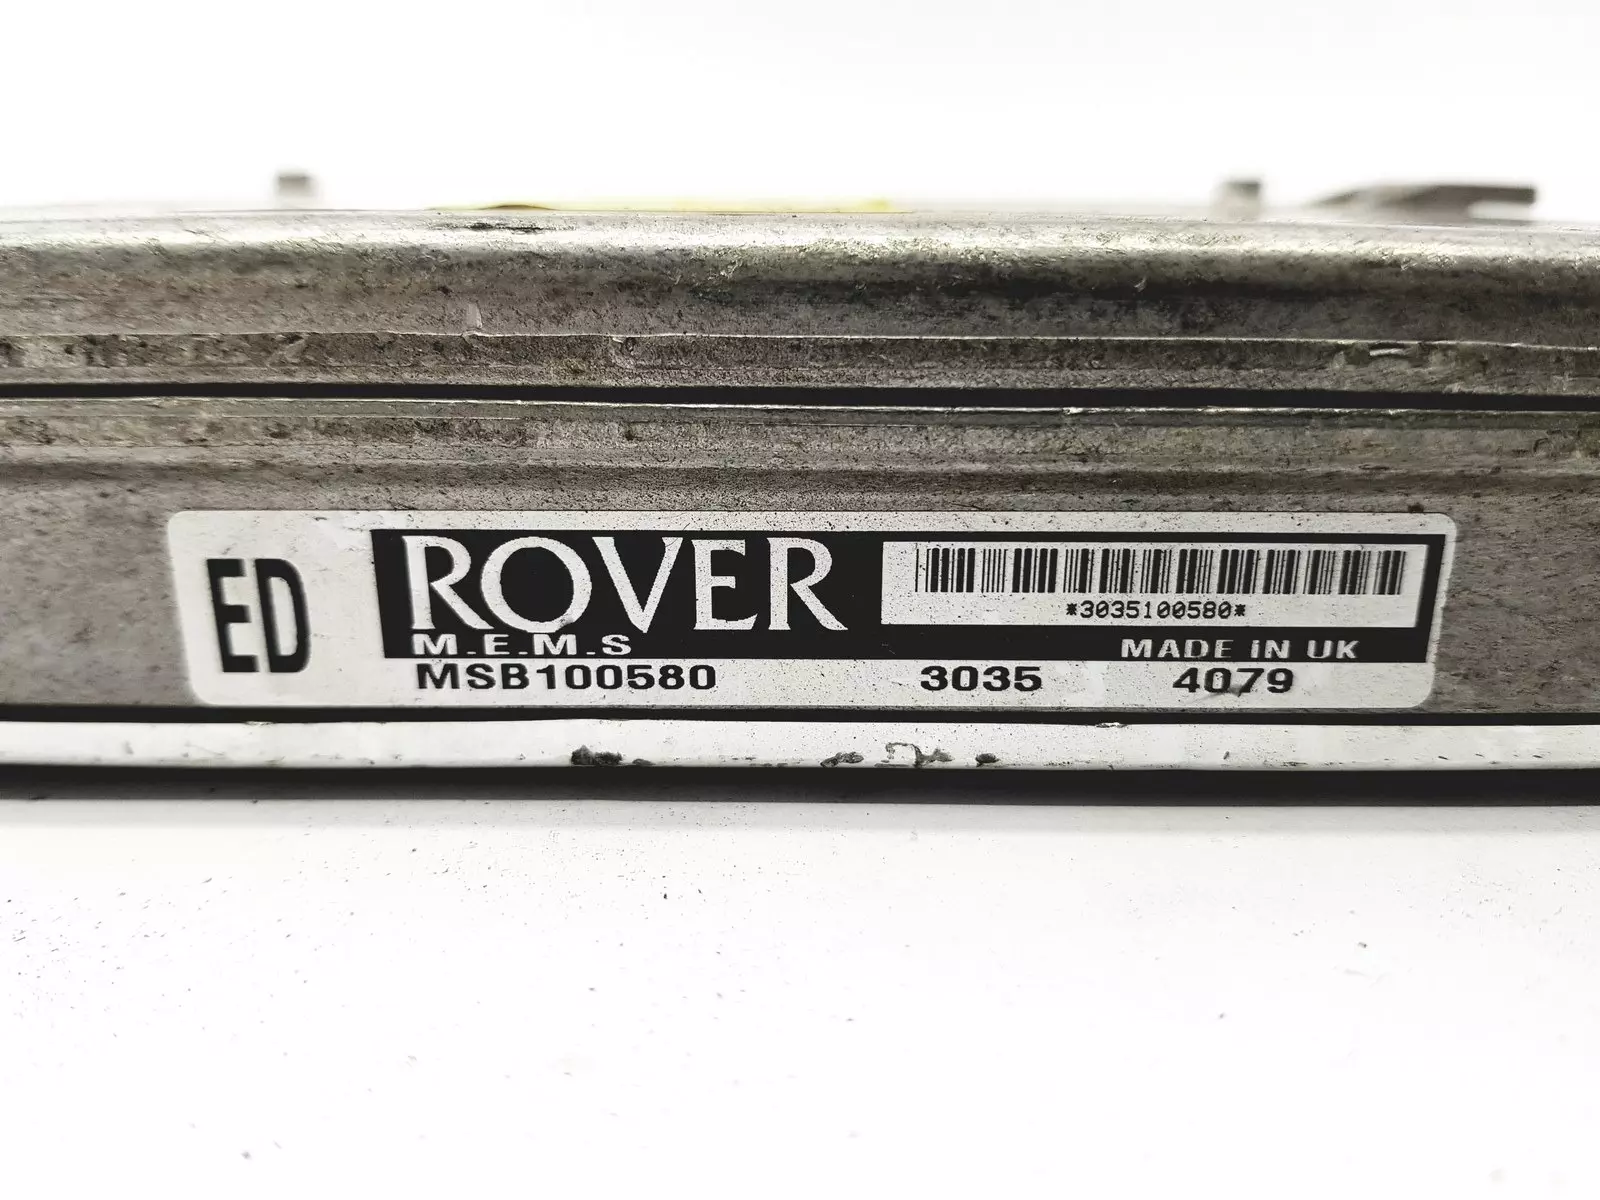 ED
ROVER
*3035100580*
M.E.M.S
MADE IN UK
MSB100580 3035 4079